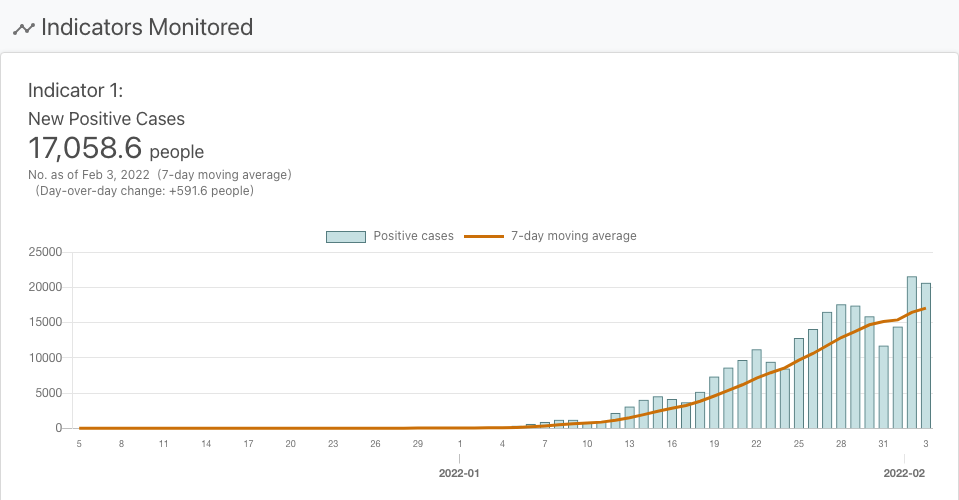 Indicators Monitored
Indicator 1:
New Positive Cases
17,058.6 people
No. as of Feb 3, 2022 (7-day moving average)
(Day-over-day change: +591.6 people)
Positive cases 7-day moving average
25000
20000
15000
10000
5000
0
5 8 11 14 17 20 23 26 29 1 4 7 10 13 16 19 22 25 28 31 3
2022-01 2022-02